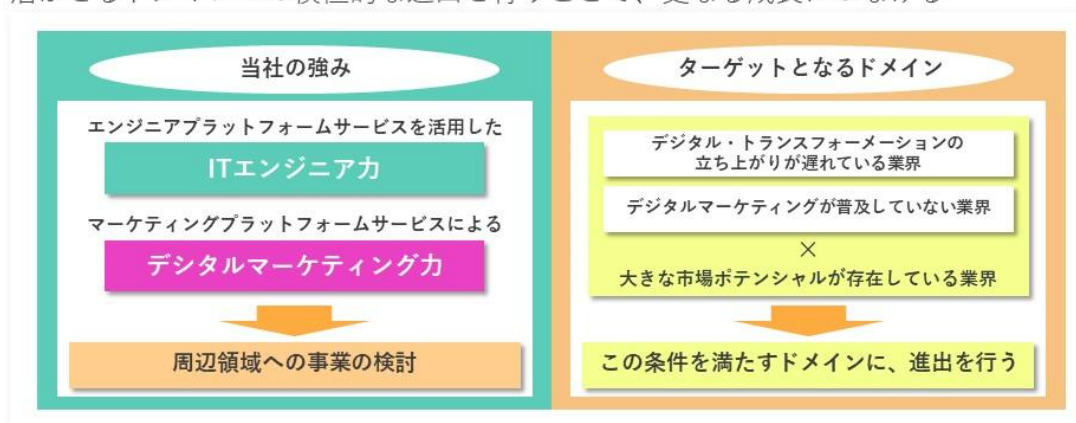 当社の強み
エンジニアプラットフォームサービスを活用した
ITエンジニア力
マーケティングプラットフォームサービスによる
デシタルマーケティング力
周辺領域への事業の検討
ターゲットとなるドメイン
デジタル・トランスフォーメーションの
立ち上がりが遅れている業界
デジタルマーケティングが普及していない業界
×
大きな市場ポテンシャルが存在している業界
この条件を満たすドメインに、進出を行う